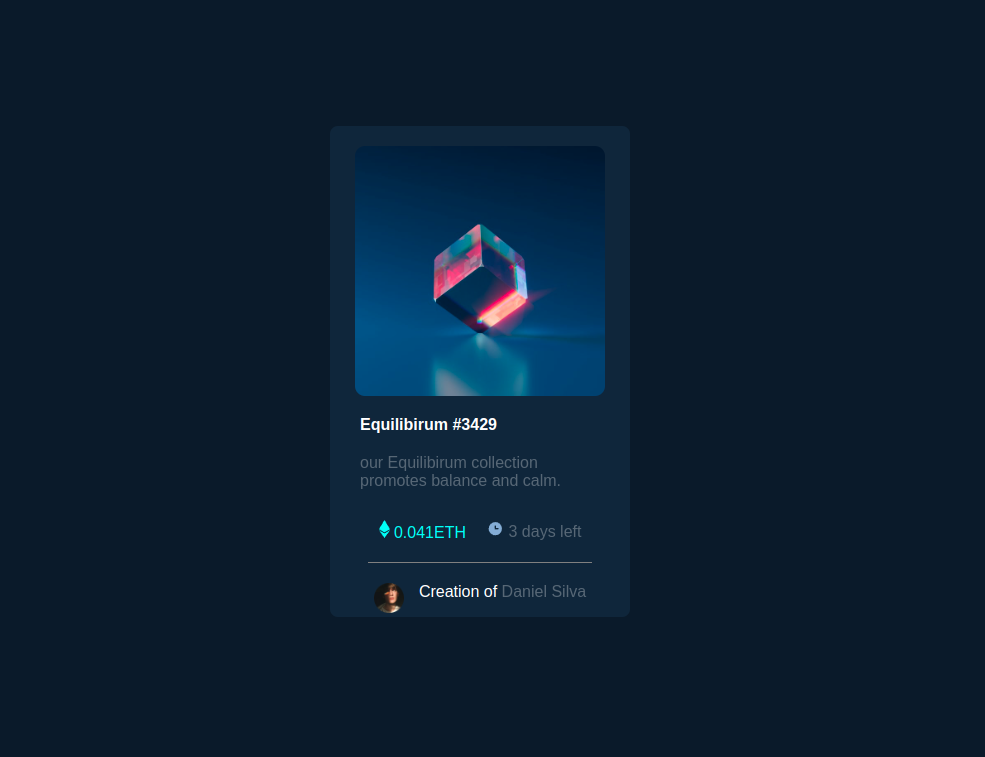 Equilibirum #3429
our Equilibirum collection
promotes balance and calm.
0.041ETH 3 days left
Creation of Daniel Silva